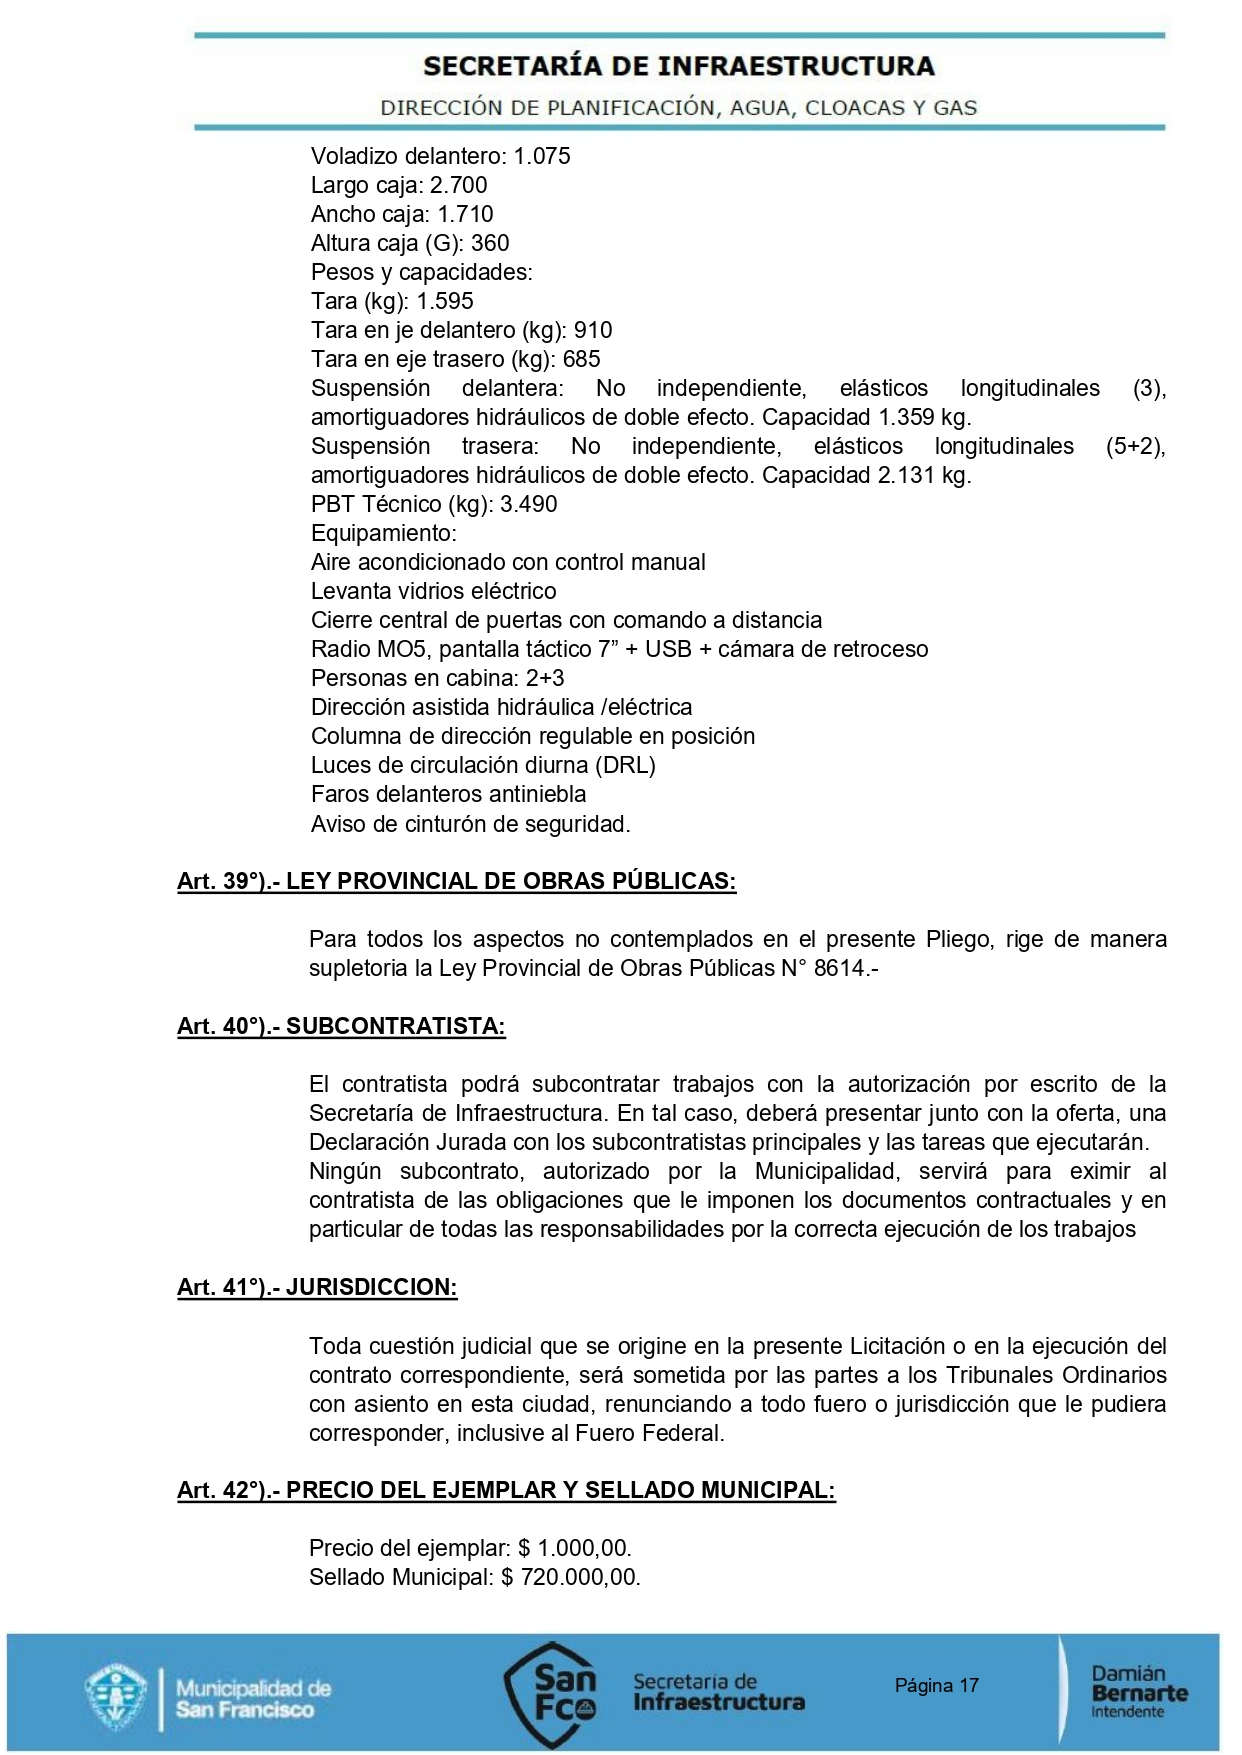 SECRETARÍA DE INFRAESTRUCTURA
DIRECCIÓN DE PLANIFICACIÓN, AGUA, CLOACAS Y GAS
Voladizo delantero: 1.075
Largo caja: 2.700
Ancho caja: 1.710
Altura caja (G): 360
Pesos y capacidades:
Tara (kg): 1.595
Tara en je delantero (kg): 910
Tara en eje trasero (kg): 685
Suspensión delantera: No independiente, elásticos longitudinales (3),
amortiguadores hidráulicos de doble efecto. Capacidad 1.359 kg.
Suspensión trasera: No independiente, elásticos longitudinales (5+2),
amortiguadores hidráulicos de doble efecto. Capacidad 2.131 kg.
PBT Técnico (kg): 3.490
Equipamiento:
Aire acondicionado con control manual
Levanta vidrios eléctrico
Cierre central de puertas con comando a distancia
Radio MO5, pantalla táctico 7” + USB + cámara de retroceso
Personas en cabina: 2+3
Dirección asistida hidráulica /eléctrica
Columna de dirección regulable en posición
Luces de circulación diurna (DRL)
Faros delanteros antiniebla
Aviso de cinturón de seguridad.
Art. 39°).- LEY PROVINCIAL DE OBRAS PÚBLICAS:
Para todos los aspectos no contemplados en el presente Pliego, rige de manera
supletoria la Ley Provincial de Obras Públicas N° 8614.-
Art. 40°).- SUBCONTRATISTA:
El contratista podrá subcontratar trabajos con la autorización por escrito de la
Secretaría de Infraestructura. En tal caso, deberá presentar junto con la oferta, una
Declaración Jurada con los subcontratistas principales y las tareas que ejecutarán.
Ningún subcontrato, autorizado por la Municipalidad, servirá para eximir al
contratista de las obligaciones que le imponen los documentos contractuales y en
particular de todas las responsabilidades por la correcta ejecución de los trabajos
Art. 41°).- JURISDICCION:
Toda cuestión judicial que se origine en la presente Licitación o en la ejecución del
contrato correspondiente, será sometida por las partes a los Tribunales Ordinarios
con asiento en esta ciudad, renunciando a todo fuero o jurisdicción que le pudiera
corresponder, inclusive al Fuero Federal.
Art. 42°).- PRECIO DEL EJEMPLAR Y SELLADO MUNICIPAL:
Precio del ejemplar: $ 1.000,00.
Sellado Municipal: $ 720.000,00.
Municipalidad de
San Francisco
San
Fco
Secretaría de
Infraestructura
Página 17
Damián
Bernarte
Intendente